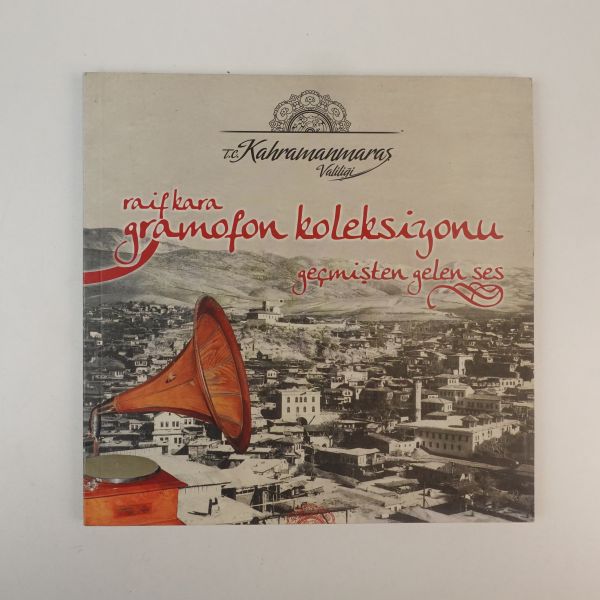 T.C. Kahramanmaraş
Valiliği
raif kara
gramofon koleksiyonu
geçmişten gelen ses